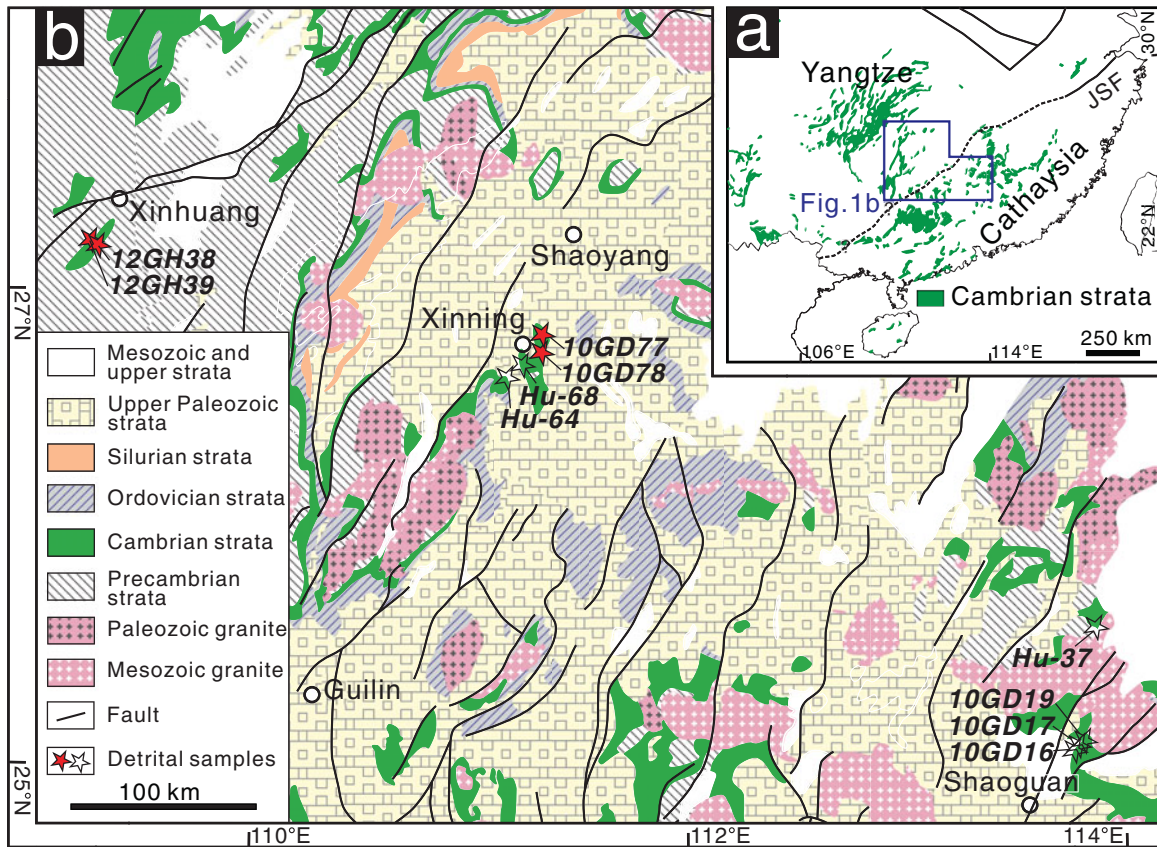 b
Xinhuang
12GH38
12GH39
Shaoyang
Xinning
10GD77
10GD78
Hu-68
Hu-64
Guilin
Hu-37
10GD19
10GD17
10GD16
Shaoguan
27°N
25°N
110°E
112°E
114°E
Mesozoic and
upper strata
Upper Paleozoic
strata
Silurian strata
Ordovician strata
Cambrian strata
Precambrian
strata
Paleozoic granite
Mesozoic granite
Fault
Detrital samples
100 km
a
Yangtze
JSF
Cathaysia
Fig.1b
Cambrian strata
30°N
22°N
106°E
114°E
250 km